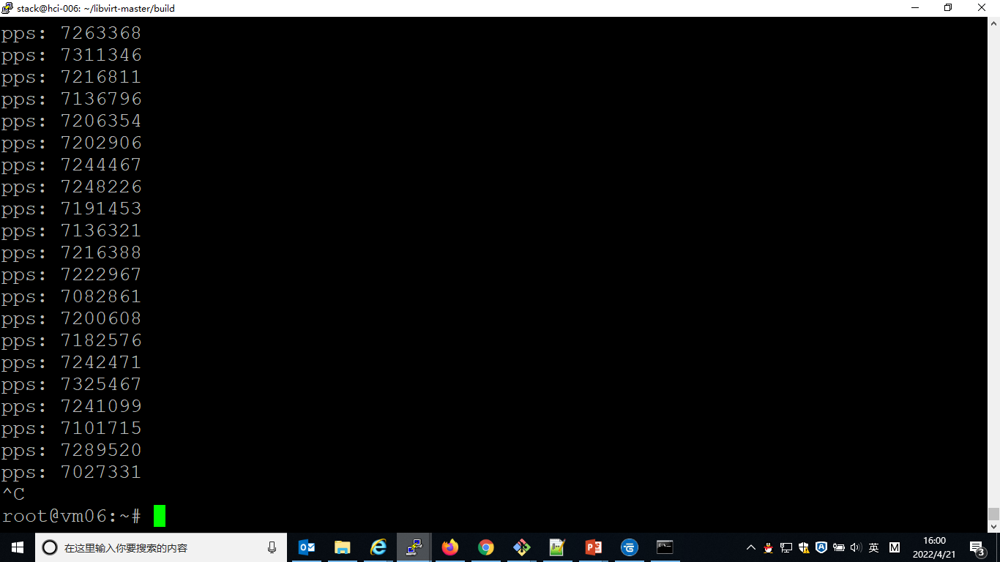 stack@hci-006: ~/libvirt-master/build
pps: 7263368
pps: 7311346
pps: 7216811
pps: 7136796
pps: 7206354
pps: 7202906
pps: 7244467
pps: 7248226
pps: 7191453
pps: 7136321
pps: 7216388
pps: 7222967
pps: 7082861
pps: 7200608
pps: 7182576
pps: 7242471
pps: 7325467
pps: 7241099
pps: 7101715
pps: 7289520
pps: 7027331
^C
root@vm06:~#
在这里输入你要搜索的内容
英
M
16:00
2022/4/21
3